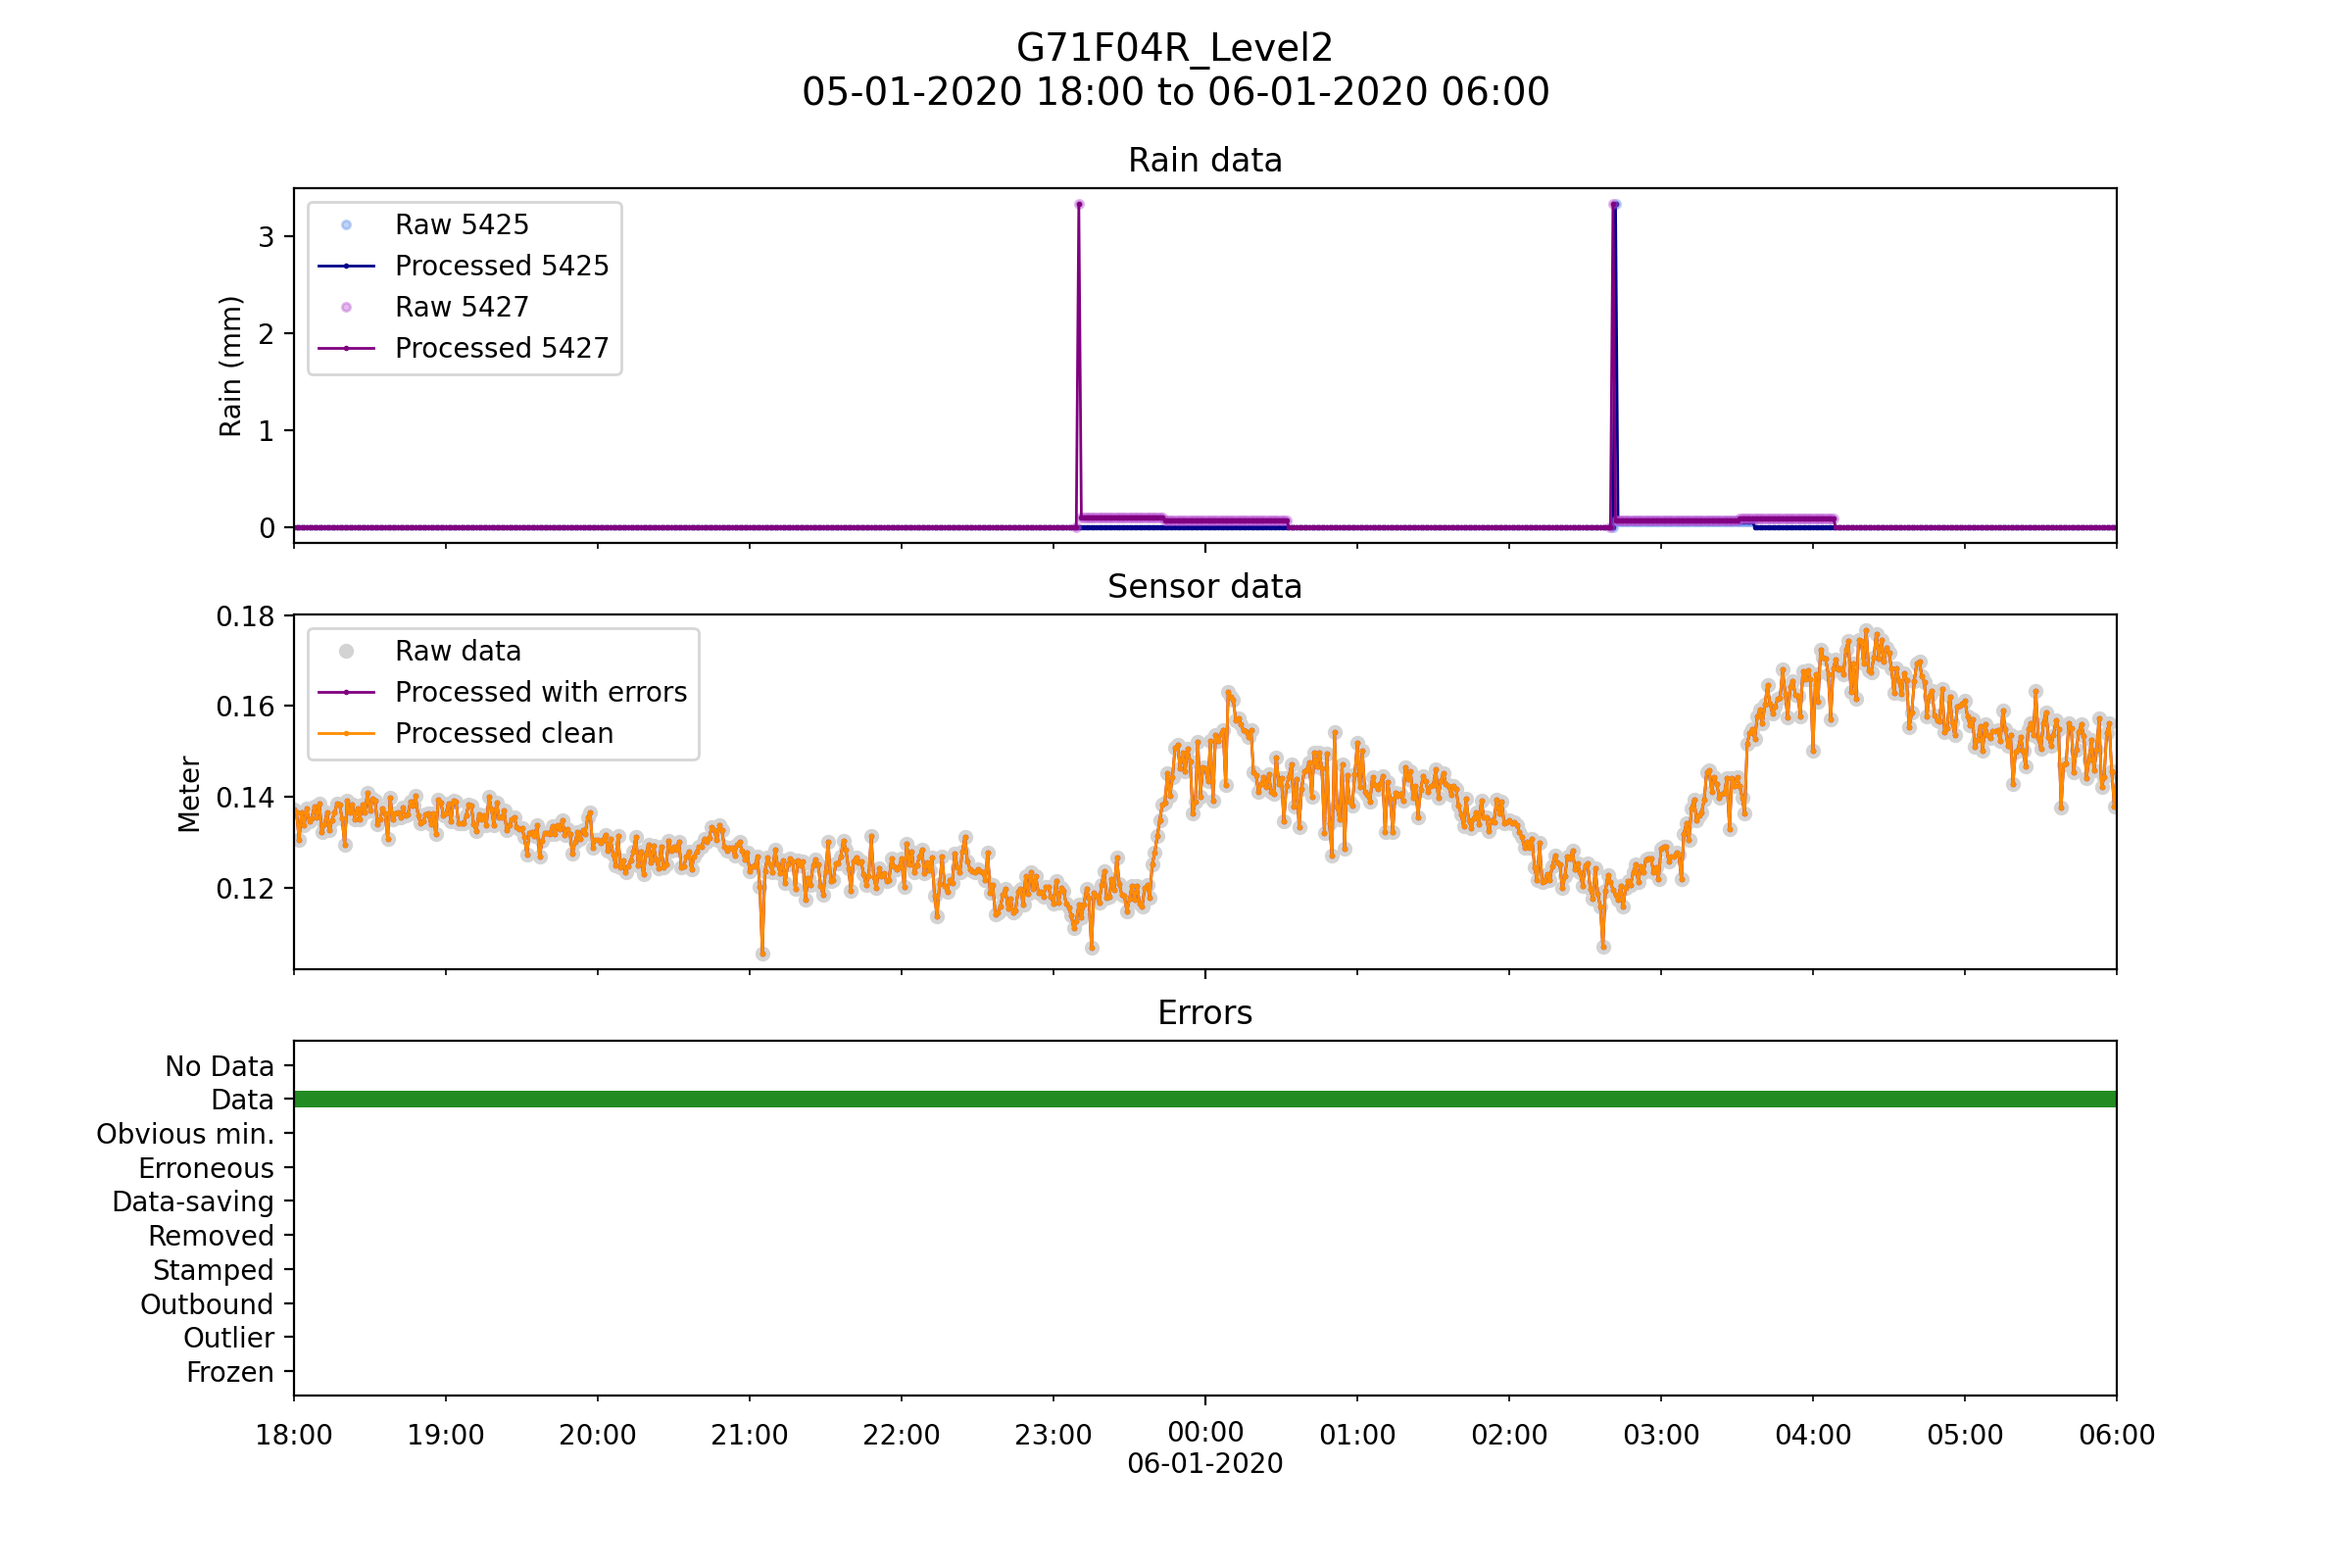 G71F04R_Level2
05-01-2020 18:00 to 06-01-2020 06:00
Rain data
Rain (mm)
3
2
1
0
Raw 5425
Processed 5425
Raw 5427
Processed 5427
Sensor data
Meter
0.18
0.16
0.14
0.12
Raw data
Processed with errors
Processed clean
Errors
No Data
Data
Obvious min.
Erroneous
Data-saving
Removed
Stamped
Outbound
Outlier
Frozen
18:00 19:00 20:00 21:00 22:00 23:00 00:00 01:00 02:00 03:00 04:00 05:00 06:00
06-01-2020